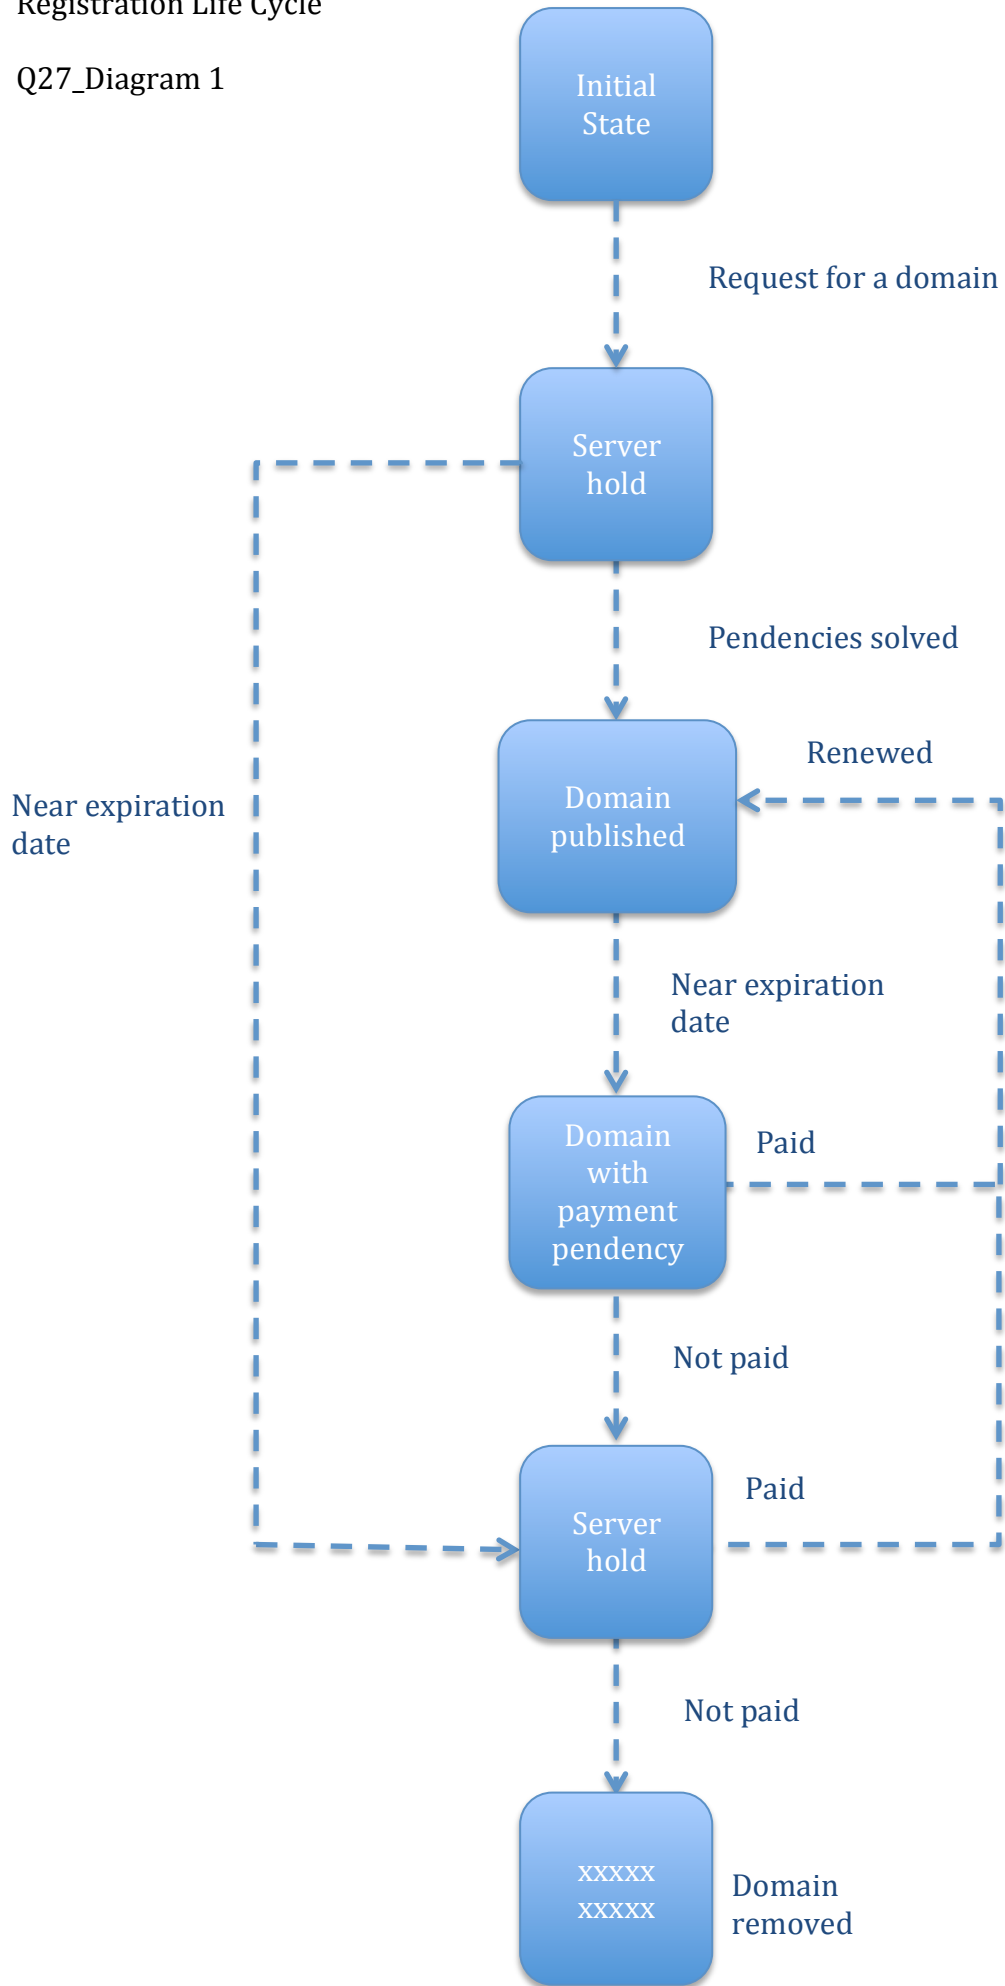 Registration Life Cycle
Q27_Diagram 1
Initial
State
Request for a domain
Server
hold
Pendencies solved
Renewed
Domain
published
Near expiration
date
Near expiration
date
Domain
with
payment
pendency
Paid
Not paid
Server
hold
Paid
Not paid
xxxxx
xxxxx
Domain
removed